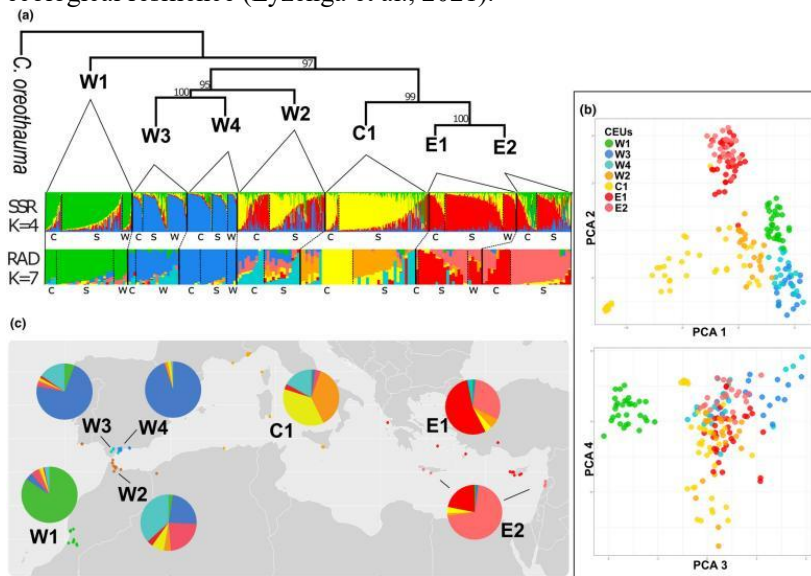 ecological resilience ( et al., 2021).
(a)
C. oreothauma
W1
97
95
100
W3
W4
W2
99
C1
100
E1
E2
SSR
K=4
C S W C S W C S W C S C S C S W C S
RAD
K=7
C S W C S C S W C S C S C S W C S
(b)
CEUs
W1
W3
W4
W2
C1
E1
E2
PCA 2
PCA 1
PCA 4
PCA 3
(c)
W3
W4
C1
E1
W2
W1
E2